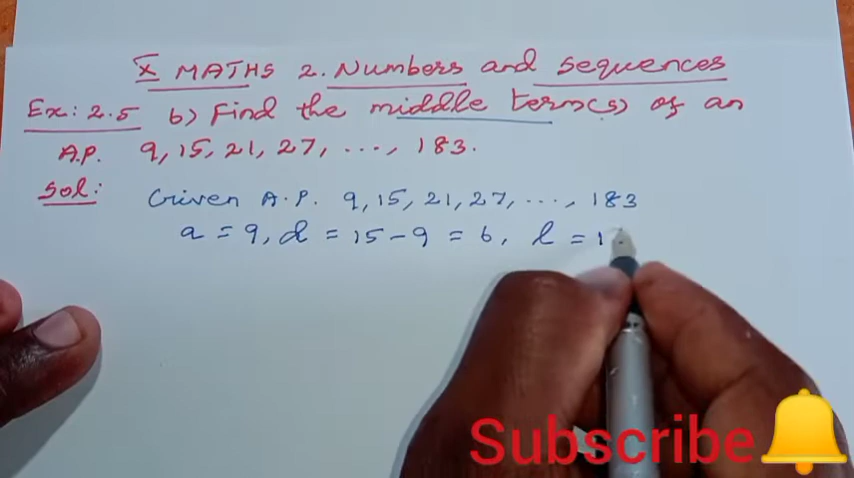 X MATHS 2. Numbers and sequences
Ex: 2.5 6) Find the middle term(s) of an
A.P. 9, 15, 21, 27, ..., 183.
Sol: Given A.P. 9, 15, 21, 27, ..., 183
a = 9, d = 15 - 9 = 6, l = 1
Subscribe